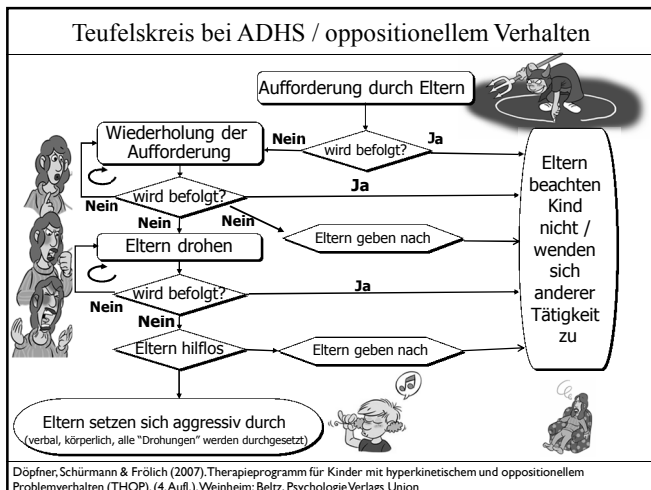 Teufelskreis bei ADHS / oppositionellem Verhalten
Aufforderung durch Eltern
Wiederholung der
Aufforderung
Nein
wird befolgt?
Ja
Eltern
beachten
Kind
nicht /
wenden
sich
anderer
Tätigkeit
zu
wird befolgt?
Ja
Nein
Nein
Nein
Eltern geben nach
Eltern drohen
wird befolgt?
Ja
Nein
Nein
Eltern hilflos
Eltern geben nach
Eltern setzen sich aggressiv durch
(verbal, körperlich, alle "Drohungen" werden durchgesetzt)
Döpfner, Schürmann & Frölich (2007). Therapieprogramm für Kinder mit hyperkinetischem und oppositionellem
Problemverhalten (THOP). (4. Aufl.). Weinheim: Beltz, Psychologie Verlags Union